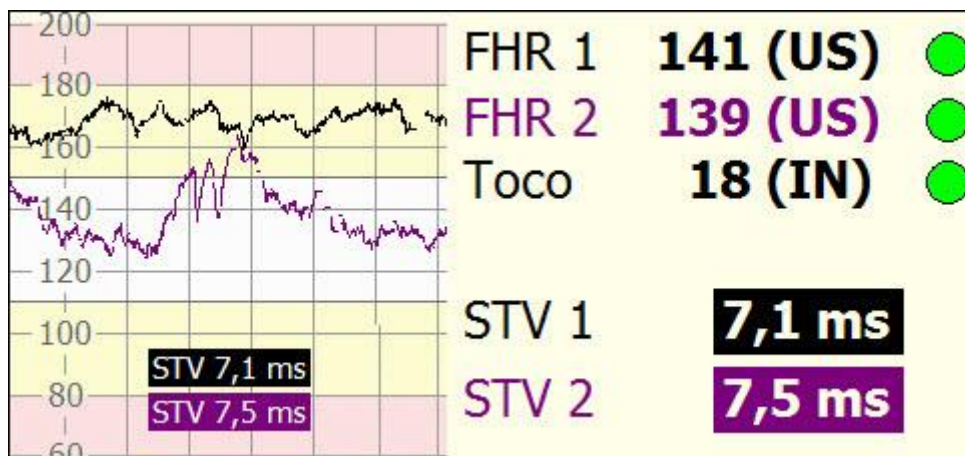 200
180
160
140
120
100
80
60
STV 7,1 ms
STV 7,5 ms
FHR 1 141 (US)
FHR 2 139 (US)
Toco 18 (IN)
STV 1 7,1 ms
STV 2 7,5 ms